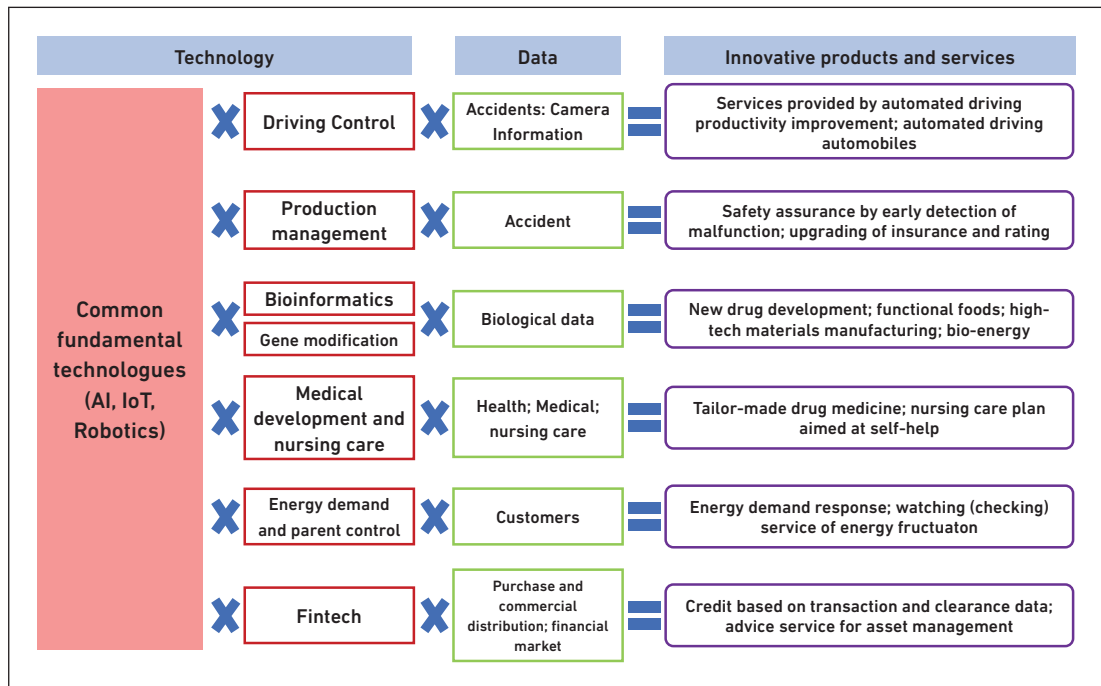 Technology
Data
Innovative products and services
Common
fundamental
technologues
(AI, IoT,
Robotics)
Driving Control
Accidents: Camera
Information
Services provided by automated driving
productivity improvement; automated driving
automobiles
Production
management
Accident
Safety assurance by early detection of
malfunction; upgrading of insurance and rating
Bioinformatics
Gene modification
Biological data
New drug development; functional foods; high-
tech materials manufacturing; bio-energy
Medical
development and
nursing care
Health; Medical;
nursing care
Tailor-made drug medicine; nursing care plan
aimed at self-help
Energy demand
and parent control
Customers
Energy demand response; watching (checking)
service of energy fructuaton
Fintech
Purchase and
commercial
distribution; financial
market
Credit based on transaction and clearance data;
advice service for asset management